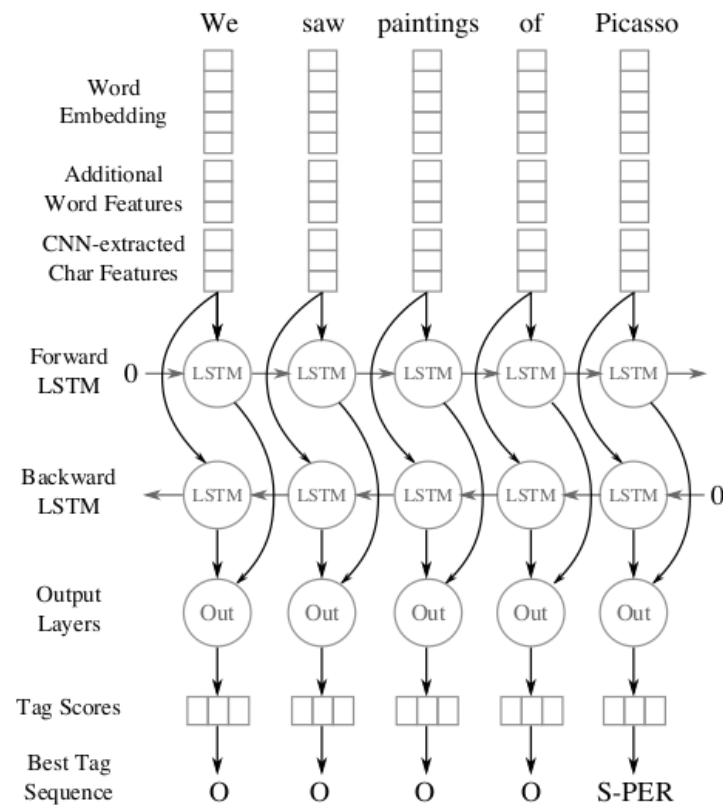 We saw paintings of Picasso
Word
Embedding
Additional
Word Features
CNN-extracted
Char Features
Forward
LSTM
0 LSTM LSTM LSTM LSTM LSTM
Backward
LSTM
LSTM LSTM LSTM LSTM LSTM 0
Output
Layers
Out Out Out Out Out
Tag Scores
Best Tag
Sequence
O O O O S-PER